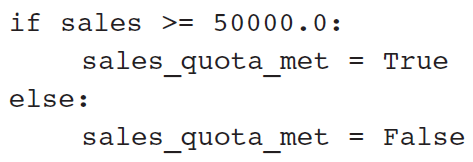 if sales >= 50000.0:
    sales_quota_met = True
else:
    sales_quota_met = False